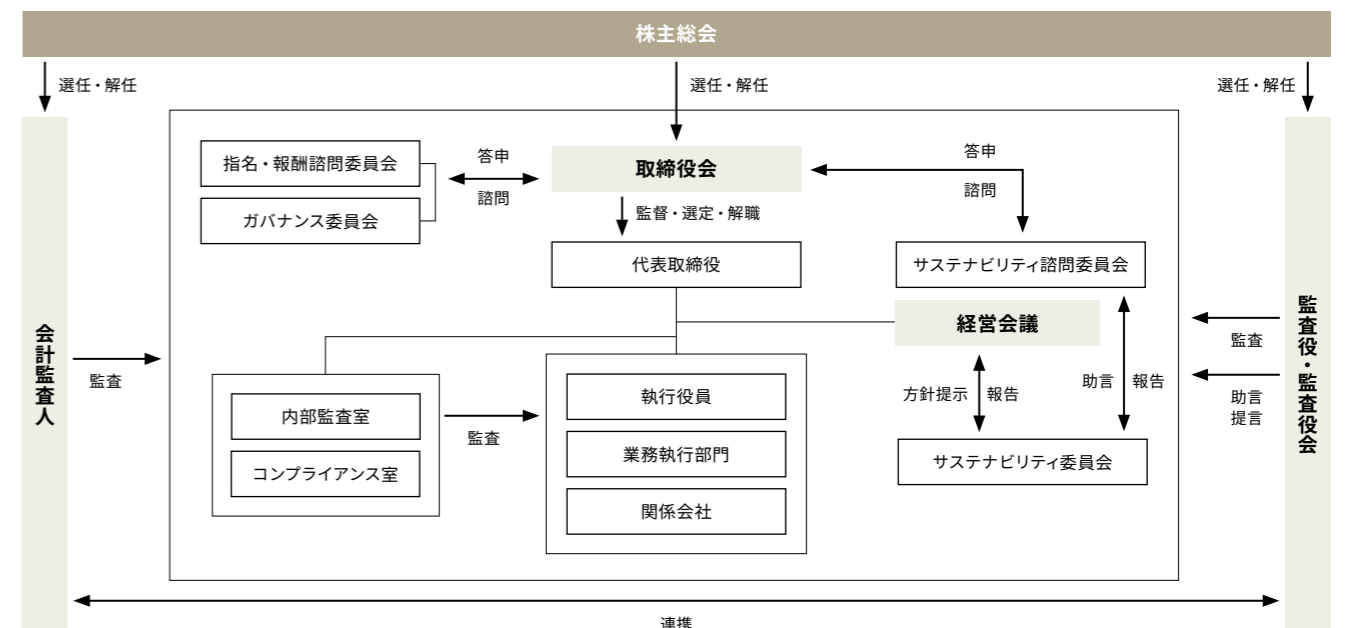 株主総会
選任・解任
選任・解任
選任・解任
指名・報酬諮問委員会
ガバナンス委員会
答申
諮問
取締役会
答申
諮問
監督・選定・解職
代表取締役
サステナビリティ諮問委員会
経営会議
会計監査人
監査
監査役・監査役会
監査
助言
提言
方針提示
報告
助言
報告
内部監査室
コンプライアンス室
監査
執行役員
業務執行部門
関係会社
サステナビリティ委員会
連携